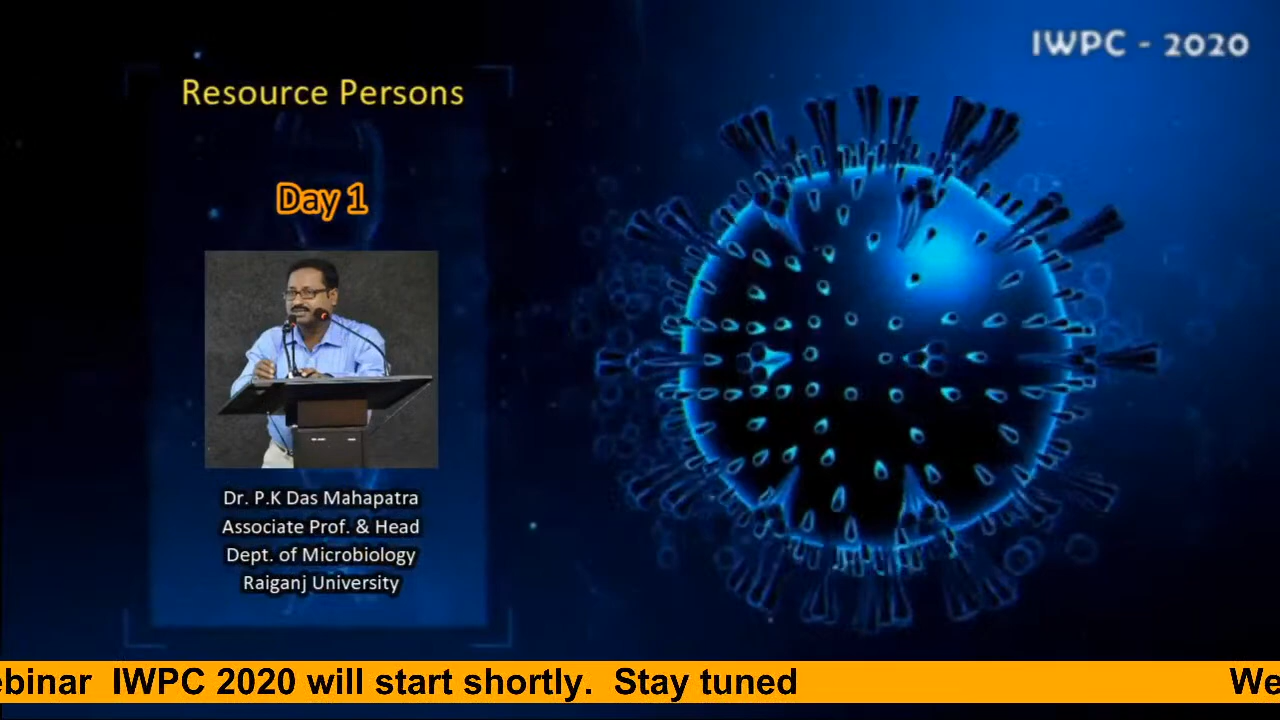 IWPC - 2020
Resource Persons
Day 1
Dr. P.K Das Mahapatra
Associate Prof. & Head
Dept. of Microbiology
Raiganj University
ebinar IWPC 2020 will start shortly. Stay tuned We